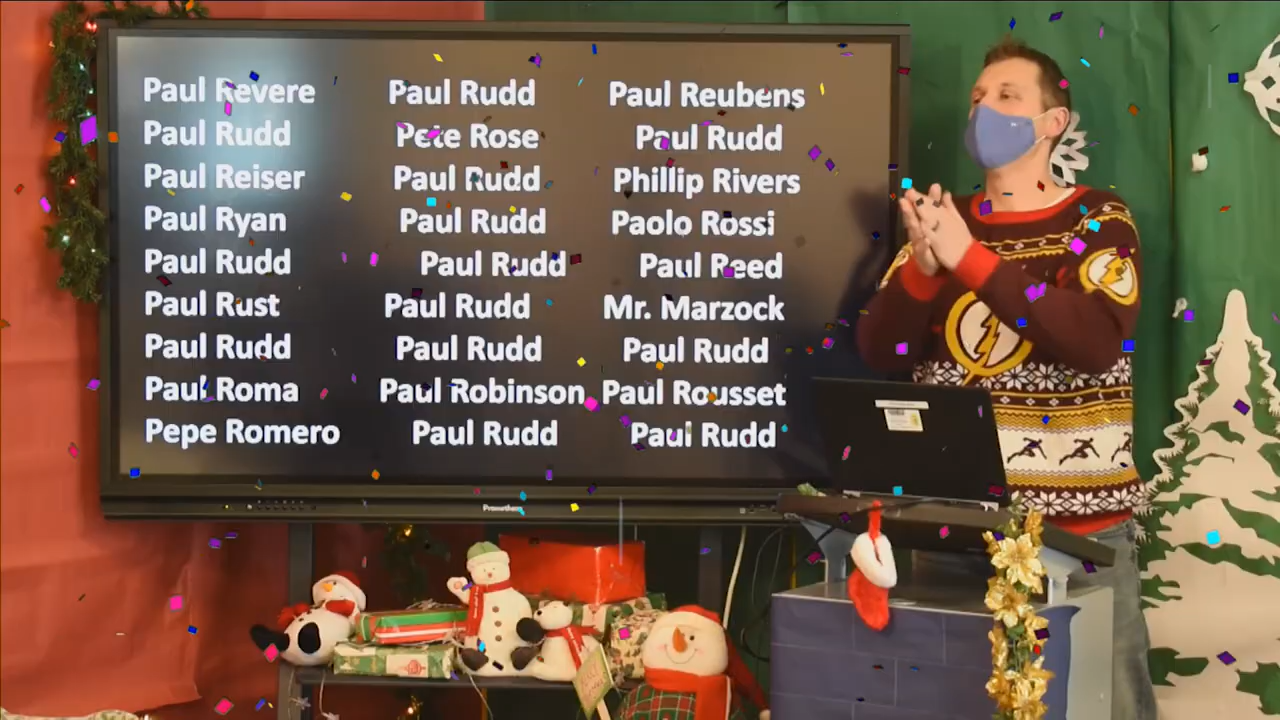 Paul Revere
Paul Rudd
Paul Reiser
Paul Ryan
Paul Rudd
Paul Rust
Paul Rudd
Paul Roma
Pepe Romero
Paul Rudd
Pete Rose
Paul Rudd
Paul Rudd
Paul Rudd
Paul Rudd
Paul Rudd
Paul Robinson
Paul Rudd
Paul Reubens
Paul Rudd
Phillip Rivers
Paolo Rossi
Paul Reed
Mr. Marzock
Paul Rudd
Paul Rousset
Paul Rudd
Promethean